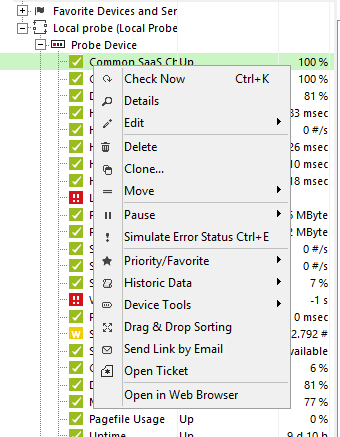 Favorite Devices and Ser
Local probe (Local Probe
Probe Device
Common SaaS Ch Up 100 %
C 100 %
Check Now Ctrl+K
D 81 %
Details
H 83 msec
Edit
H 0 #/s
H 26 msec
Delete
H 10 msec
Clone...
H 18 msec
Move
!!
P 5 MByte
Pause
P MByte
Simulate Error Status Ctrl+E
S 0 #/s
Priority/Favorite
S 0 #/s
S 7 %
Historic Data
!! -1 s
Device Tools
P 0 msec
Drag & Drop Sorting
W S 2.792 #
Send Link by Email
S vailable
Open Ticket
C 6 %
D 81 %
Open in Web Browser
M 77 %
Pagefile Usage Up 0 %
Uptime Up 9 d 10 h